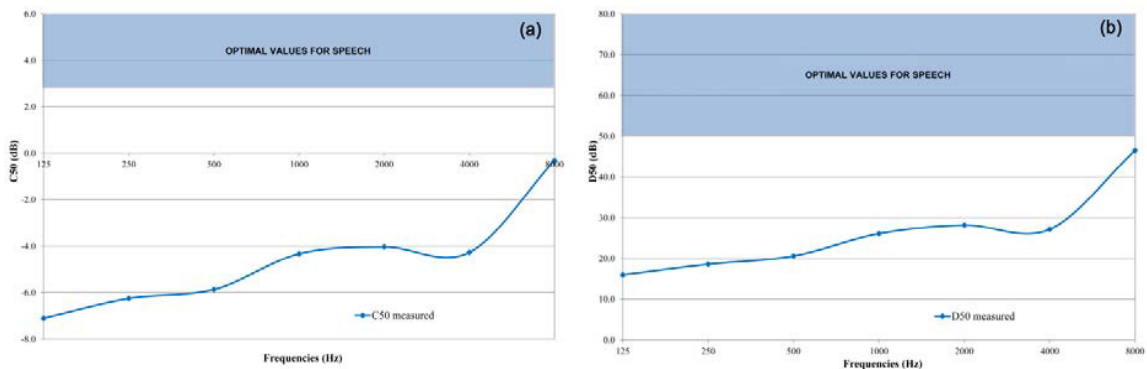 (a)
6.0
4.0
2.0
0.0
-2.0
-4.0
-6.0
-8.0
C50 (dB)
OPTIMAL VALUES FOR SPEECH
125 250 500 1000 2000 4000 8000
C50 measured
Frequencies (Hz)
(b)
80.0
70.0
60.0
50.0
40.0
30.0
20.0
10.0
0.0
D50 (dB)
OPTIMAL VALUES FOR SPEECH
D50 measured
125 250 500 1000 2000 4000 8000
Frequencies (Hz)